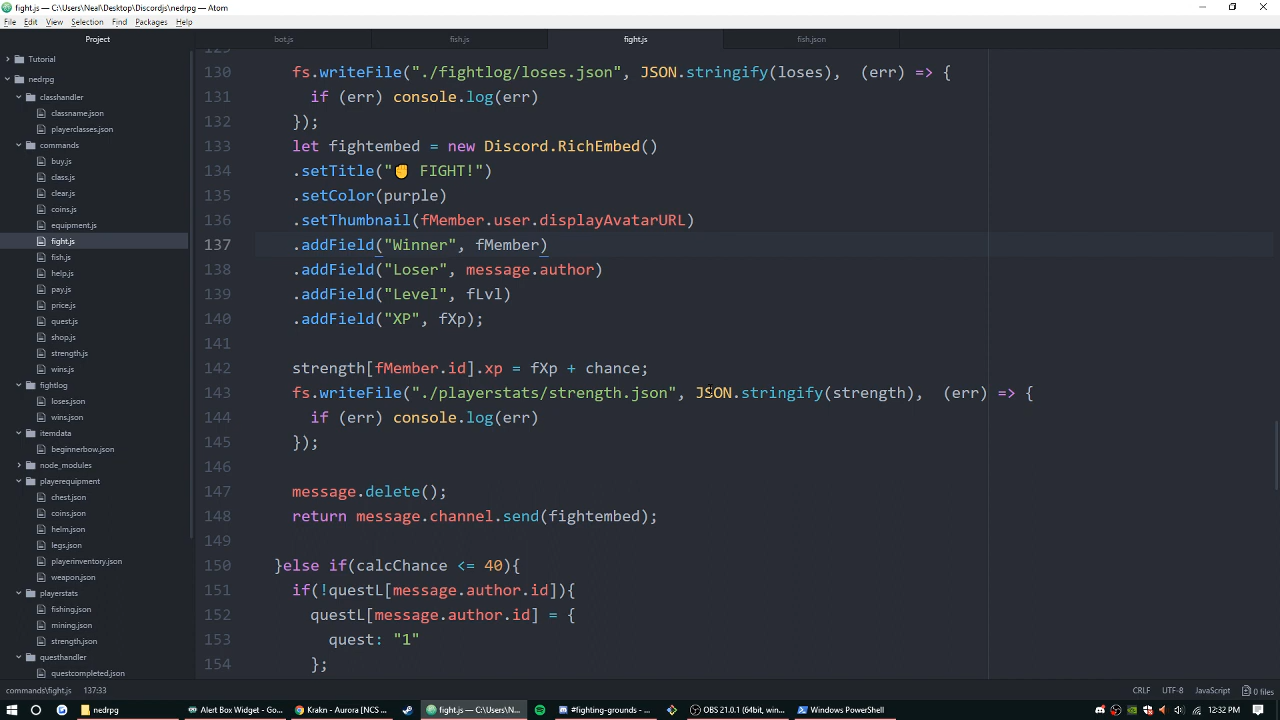 fight.js — C:\Users\Neal\Desktop\Discordjs\nedrpg — Atom
File Edit View Selection Find Packages Help
Project
Tutorial
nedrpg
classhandler
classname.json
playerclasses.json
commands
buy.js
class.js
clear.js
coins.js
equipment.js
fight.js
fish.js
help.js
pay.js
price.js
quest.js
shop.js
strength.js
wins.js
fightlog
loses.json
wins.json
itemdata
beginnerbow.json
node_modules
playerequipment
chest.json
coins.json
helm.json
legs.json
playerinventory.json
weapon.json
playerstats
fishing.json
mining.json
strength.json
questhandler
questcompleted.json
bot.js fish.js fight.js fish.json
129
130 fs.writeFile("./fightlog/loses.json", JSON.stringify(loses), (err) => {
131 if (err) console.log(err)
132 });
133 let fightembed = new Discord.RichEmbed()
134 .setTitle("✋ FIGHT!")
135 .setColor(purple)
136 .setThumbnail(fMember.user.displayAvatarURL)
137 .addField("Winner", fMember)
138 .addField("Loser", message.author)
139 .addField("Level", fLvl)
140 .addField("XP", fXp);
141
142 strength[fMember.id].xp = fXp + chance;
143 fs.writeFile("./playerstats/strength.json", JSON.stringify(strength), (err) => {
144 if (err) console.log(err)
145 });
146
147 message.delete();
148 return message.channel.send(fightembed);
149
150 }else if(calcChance <= 40){
151 if(!questL[message.author.id]){
152 questL[message.author.id] = {
153 quest: "1"
154 };
commands\fight.js 137:33 CRLF UTF-8 JavaScript 0 files
nedrpg Alert Box Widget - Go... Krakn - Aurora [NCS ... fight.js — C:\Users\N... #fighting-grounds - ... OBS 21.0.1 (64bit, win... Windows PowerShell 12:32 PM